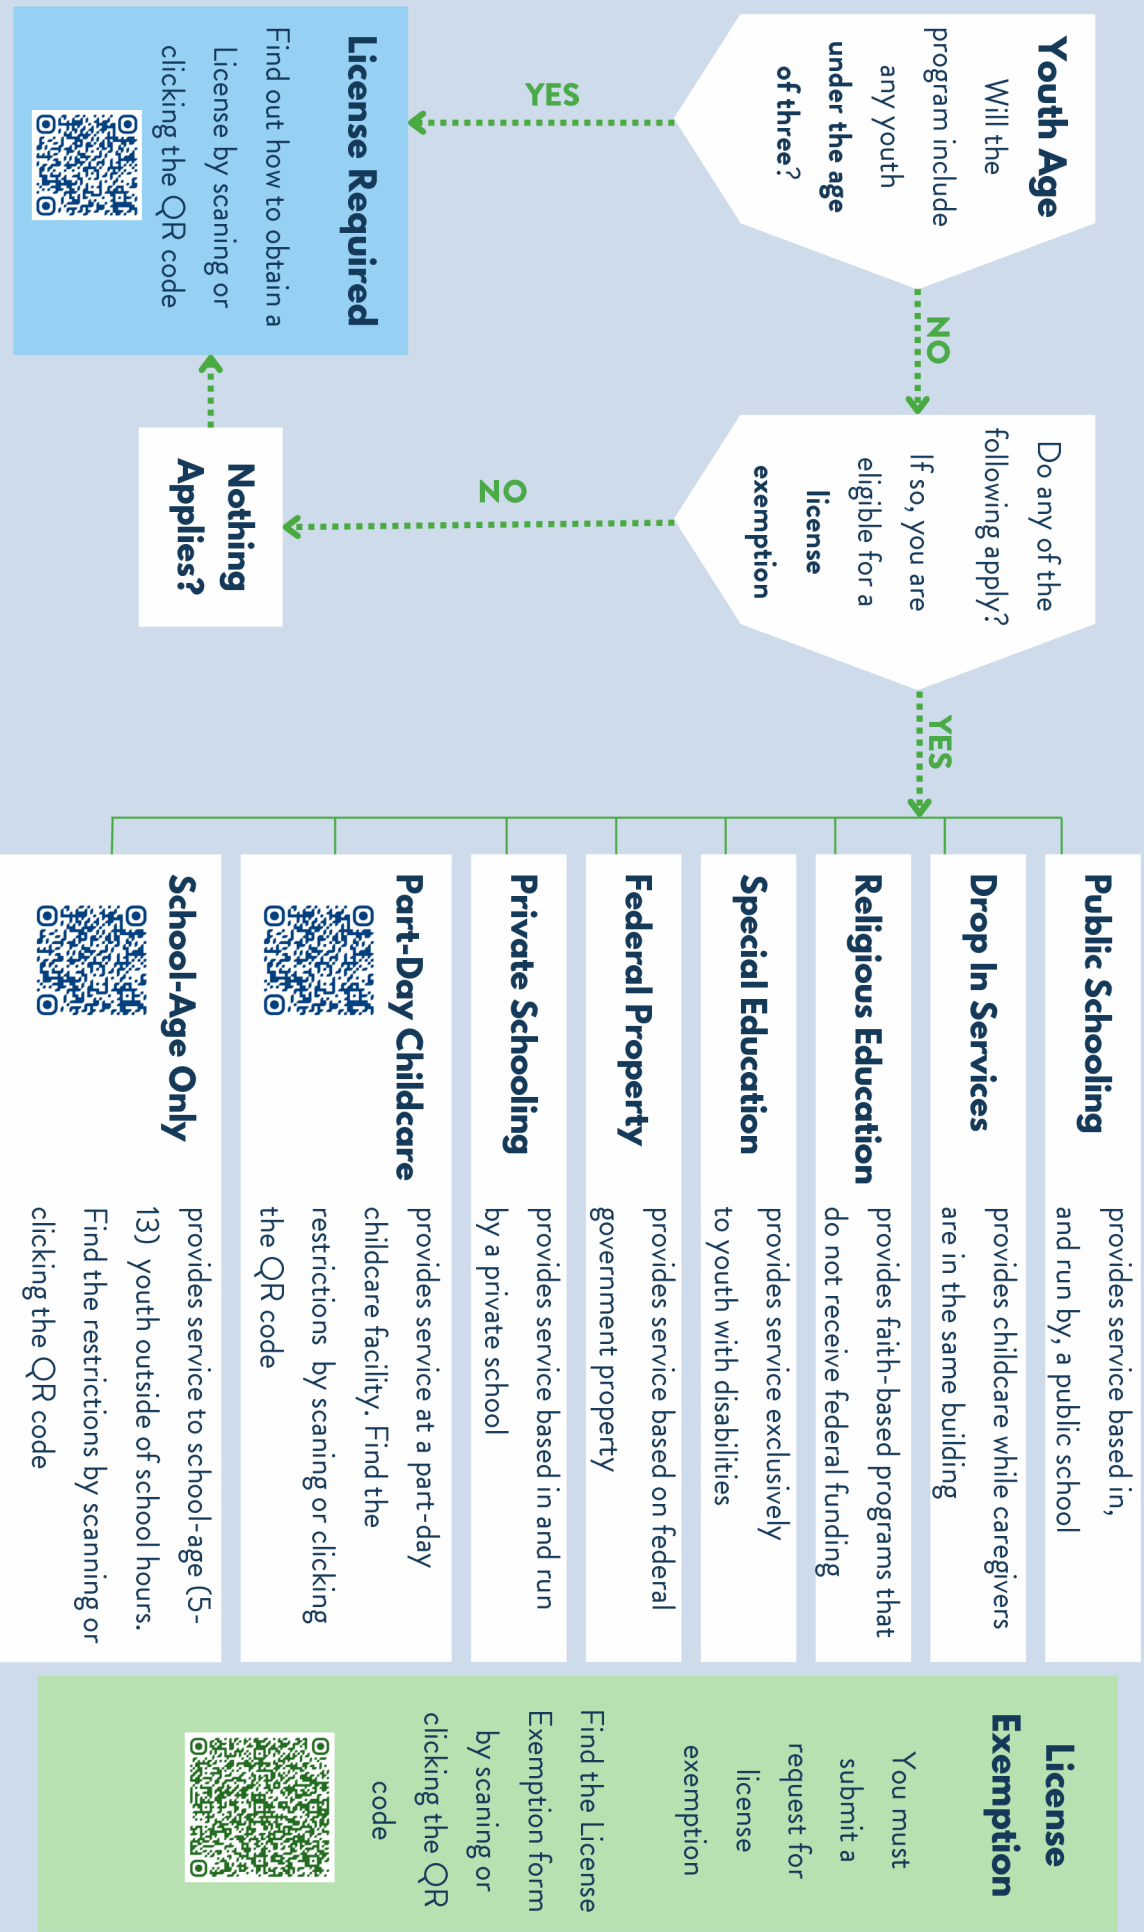 Youth Age
Will the
program include
any youth
under the age
of three?
NO
YES
Do any of the
following apply?
If so, you are
eligible for a
license
exemption
YES
NO
Nothing
Applies?
License Required
Find out how to obtain a
License by scaning or
clicking the QR code
Public Schooling
provides service based in,
and run by, a public school
Drop In Services
provides childcare while caregivers
are in the same building
Religious Education
provides faith-based programs that
do not receive federal funding
Special Education
provides service exclusively
to youth with disabilities
Federal Property
provides service based on federal
government property
Private Schooling
provides service based in and run
by a private school
Part-Day Childcare
provides service at a part-day
childcare facility. Find the
restrictions by scaning or clicking
the QR code
School-Age Only
provides service to school-age (5-
13) youth outside of school hours.
Find the restrictions by scanning or
clicking the QR code
License
Exemption
You must
submit a
request for
license
exemption
Find the License
Exemption form
by scaning or
clicking the QR
code